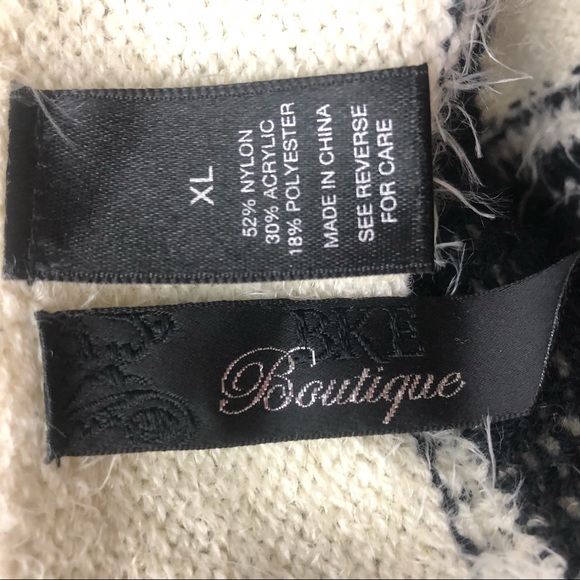 XL
52% NYLON
30% ACRYLIC
18% POLYESTER
MADE IN CHINA
SEE REVERSE
FOR CARE
BKE
Boutique